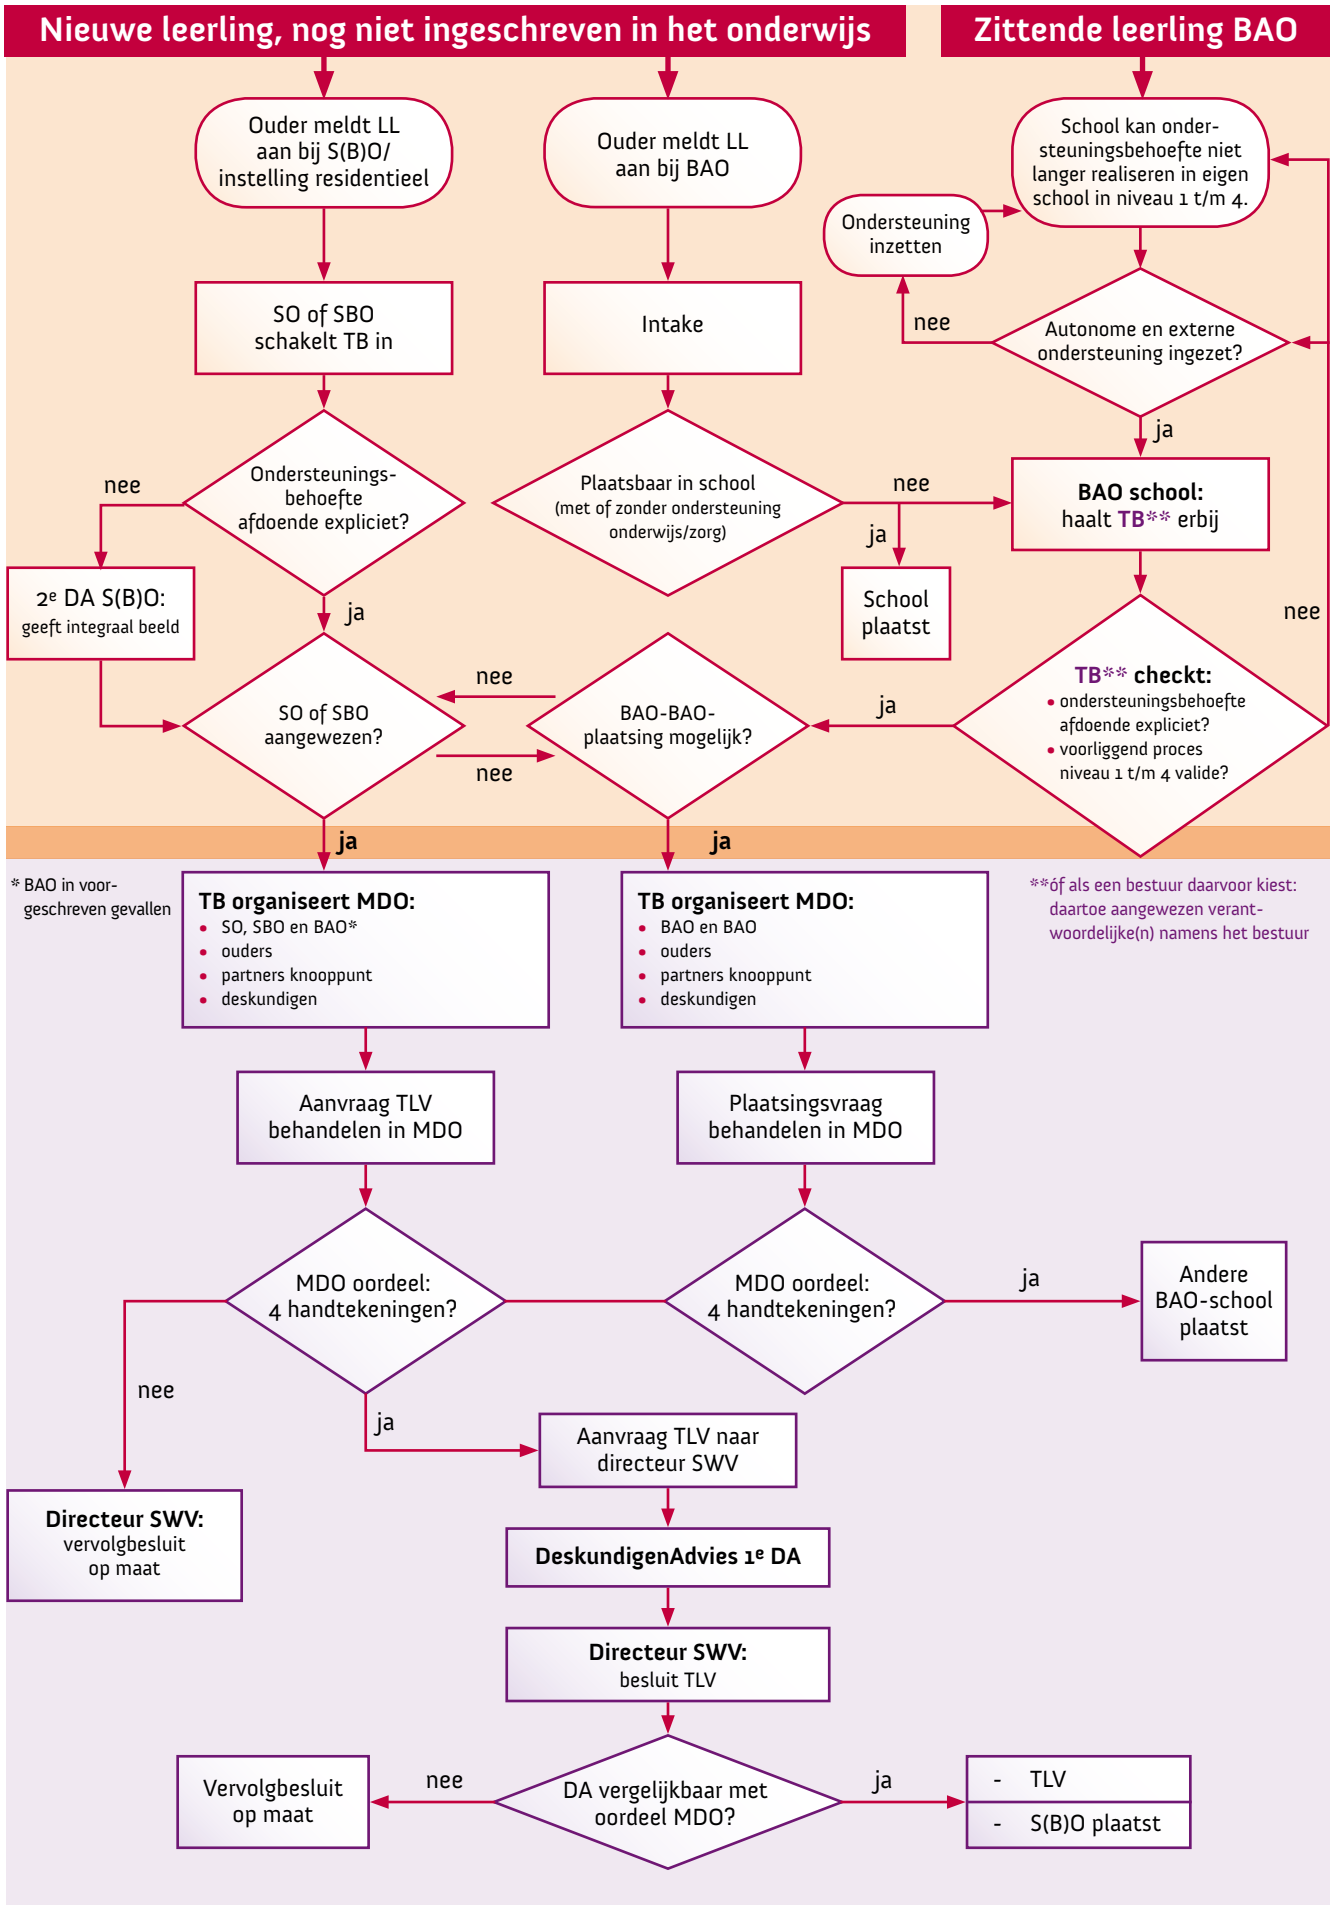 Nieuwe leerling, nog niet ingeschreven in het onderwijs
Zittende leerling BAO
Ouder meldt LL
aan bij S(B)O/
instelling residentieel
Ouder meldt LL
aan bij BAO
School kan onder-
steuningsbehoefte niet
langer realiseren in eigen
school in niveau 1 t/m 4.
Ondersteuning
inzetten
SO of SBO
schakelt TB in
Intake
nee
Autonome en externe
ondersteuning ingezet?
ja
Ondersteunings-
behoefte
afdoende expliciet?
nee
Plaatsbaar in school
(met of zonder ondersteuning
onderwijs/zorg)
nee
ja
BAO school:
haalt TB** erbij
2e DA S(B)O:
geeft integraal beeld
ja
School
plaatst
nee
SO of SBO
aangewezen?
nee
nee
BAO-BAO-
plaatsing mogelijk?
ja
TB** checkt:
• ondersteuningsbehoefte
afdoende expliciet?
• voorliggend proces
niveau 1 t/m 4 valide?
ja
ja
* BAO in voor-
geschreven gevallen
TB organiseert MDO:
• SO, SBO en BAO*
• ouders
• partners knooppunt
• deskundigen
TB organiseert MDO:
• BAO en BAO
• ouders
• partners knooppunt
• deskundigen
**óf als een bestuur daarvoor kiest:
daartoe aangewezen verant-
woordelijke(n) namens het bestuur
Aanvraag TLV
behandelen in MDO
Plaatsingsvraag
behandelen in MDO
MDO oordeel:
4 handtekeningen?
MDO oordeel:
4 handtekeningen?
ja
Andere
BAO-school
plaatst
nee
ja
Aanvraag TLV naar
directeur SWV
Directeur SWV:
vervolgbesluit
op maat
DeskundigenAdvies 1e DA
Directeur SWV:
besluit TLV
Vervolgbesluit
op maat
nee
DA vergelijkbaar met
oordeel MDO?
ja
- TLV
- S(B)O plaatst